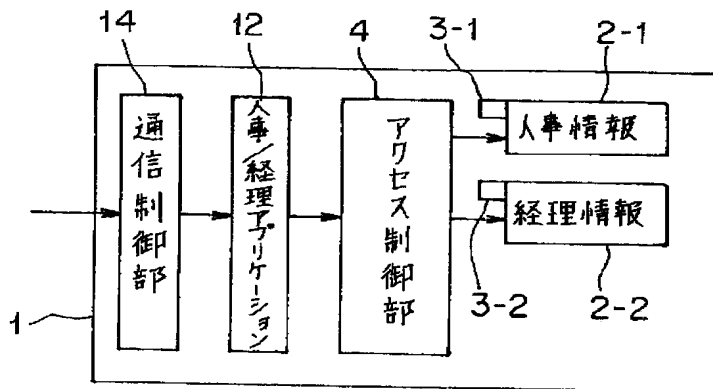 14
12
4
3-1
2-1
通信制御部
人事/経理アプリケーション
アクセス制御部
人事情報
経理情報
1
3-2
2-2